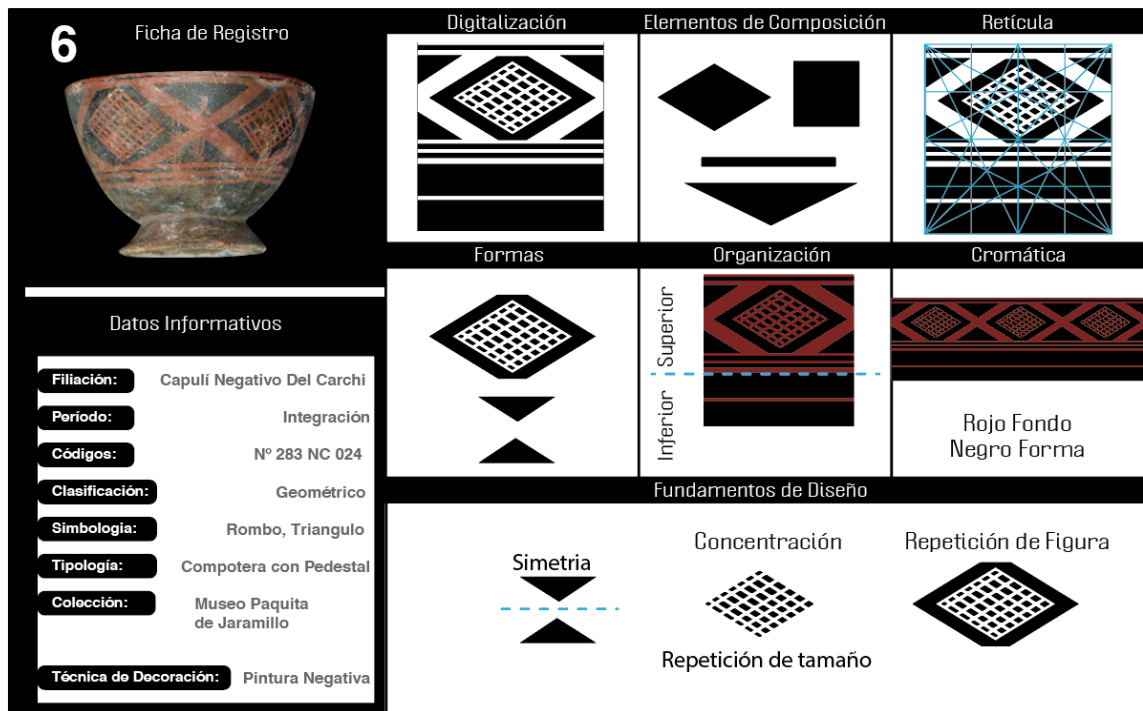 6
Ficha de Registro
Datos Informativos
Filiación: Capulí Negativo Del Carchi
Período: Integración
Códigos: Nº 283 NC 024
Clasificación: Geométrico
Simbologia: Rombo, Triangulo
Tipología: Compotera con Pedestal
Colección: Museo Paquita
de Jaramillo
Técnica de Decoración: Pintura Negativa
Digitalización
Elementos de Composición
Retícula
Formas
Organización
Superior
Inferior
Cromática
Rojo Fondo
Negro Forma
Fundamentos de Diseño
Simetria
Concentración
Repetición de tamaño
Repetición de Figura